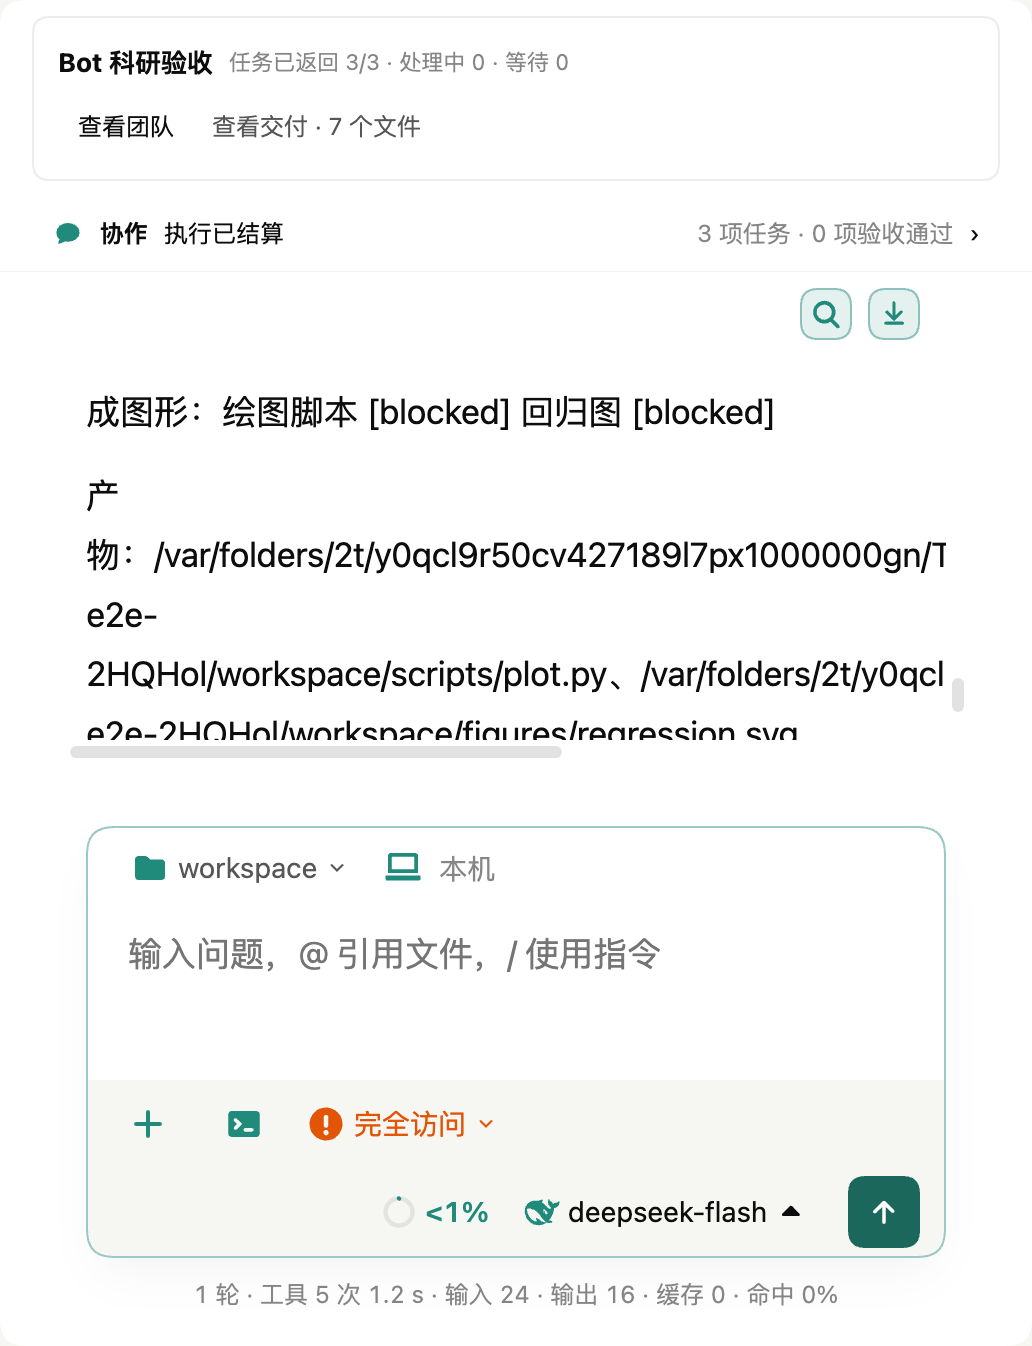 Bot 科研验收 任务已返回 3/3 · 处理中 0 · 等待 0
查看团队 查看交付 · 7 个文件
协作 执行已结算 3 项任务 · 0 项验收通过 ›
成图形：绘图脚本 [blocked] 回归图 [blocked]
产
物：/var/folders/2t/y0qcl9r50cv427189l7px1000000gn/T
e2e-
2HQHol/workspace/scripts/plot.py、/var/folders/2t/y0qcl
e2e-2HQHol/workspace/figures/regression.svg
workspace 本机
输入问题，@ 引用文件，/ 使用指令
完全访问
<1% deepseek-flash
1 轮 · 工具 5 次 1.2 s · 输入 24 · 输出 16 · 缓存 0 · 命中 0%